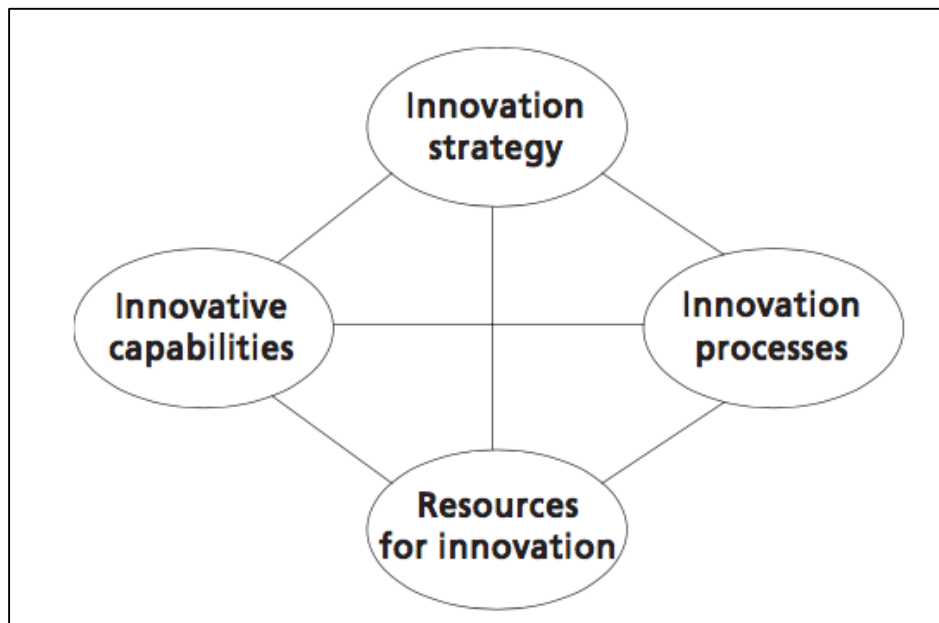 Innovation
strategy
Innovative
capabilities
Innovation
processes
Resources
for innovation